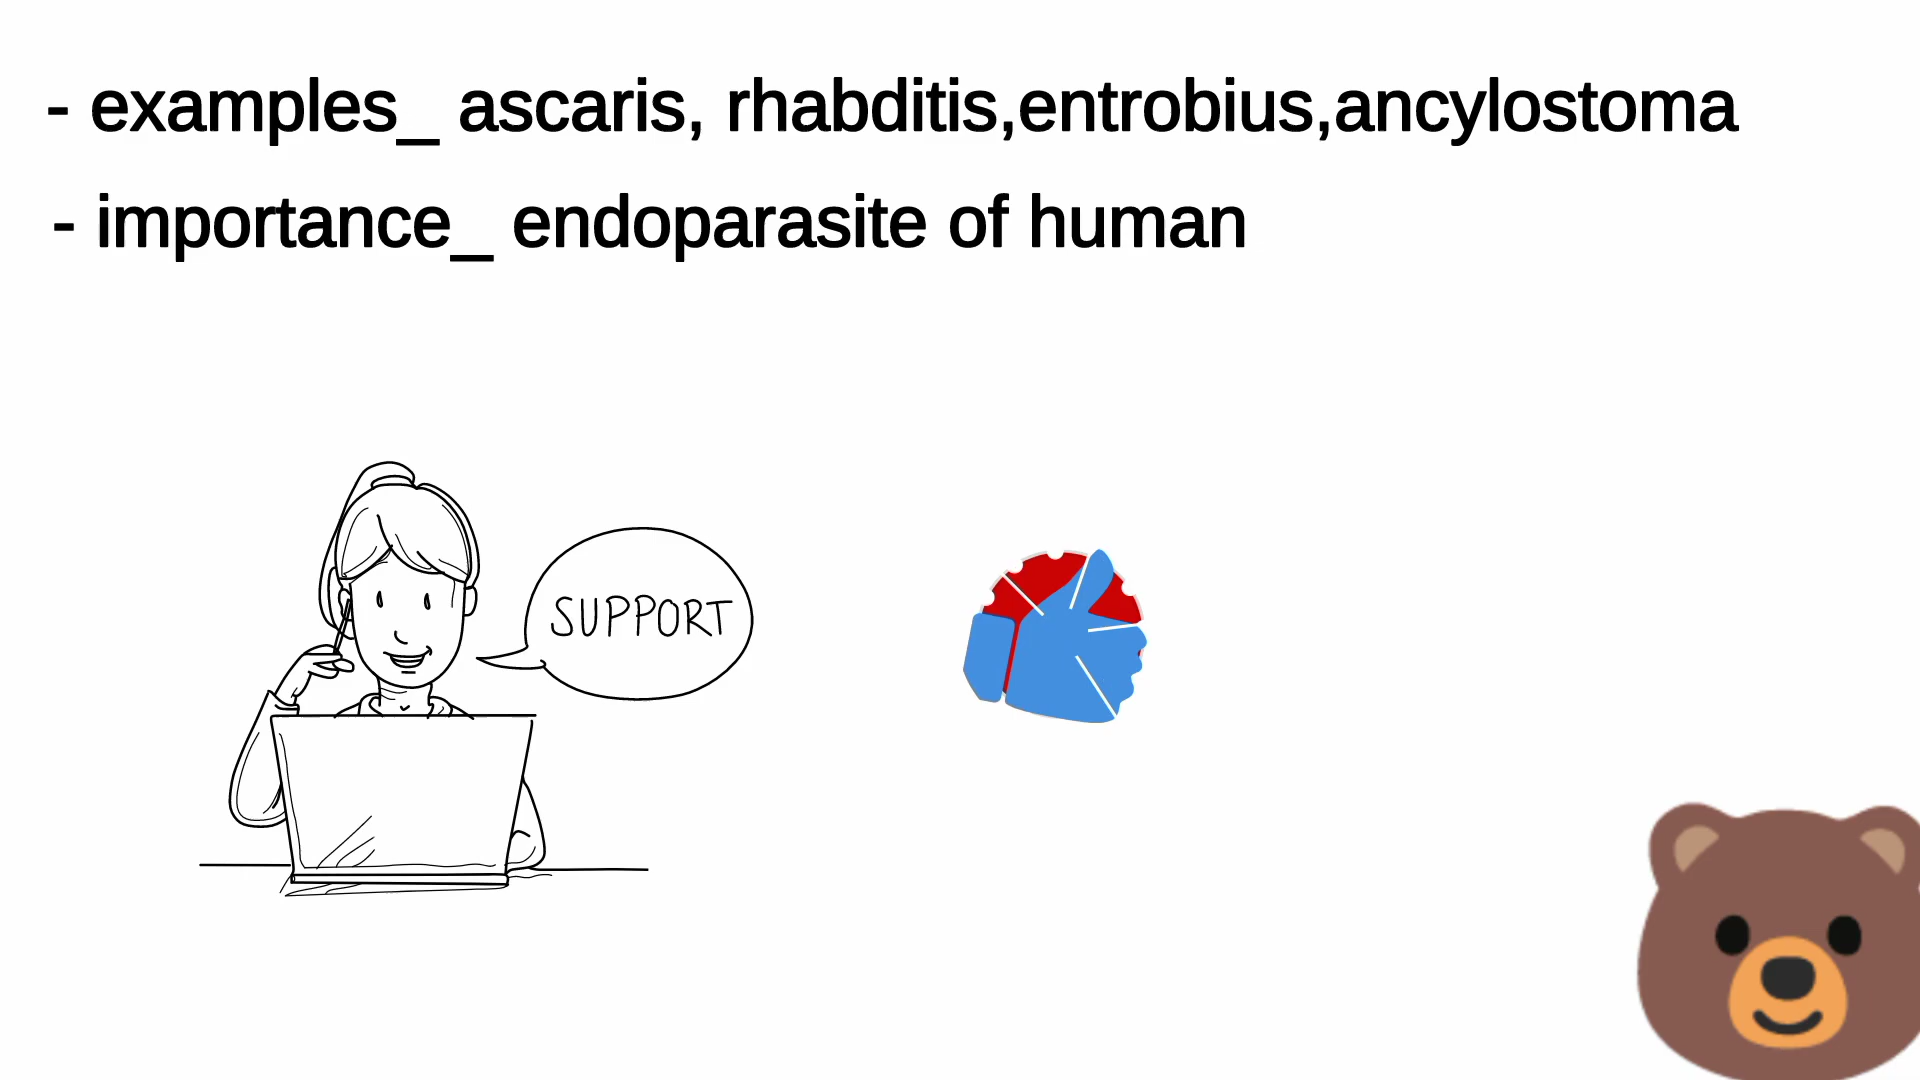 - examples_ ascaris, rhabditis,entrobius,ancylostoma
- importance_ endoparasite of human
SUPPORT